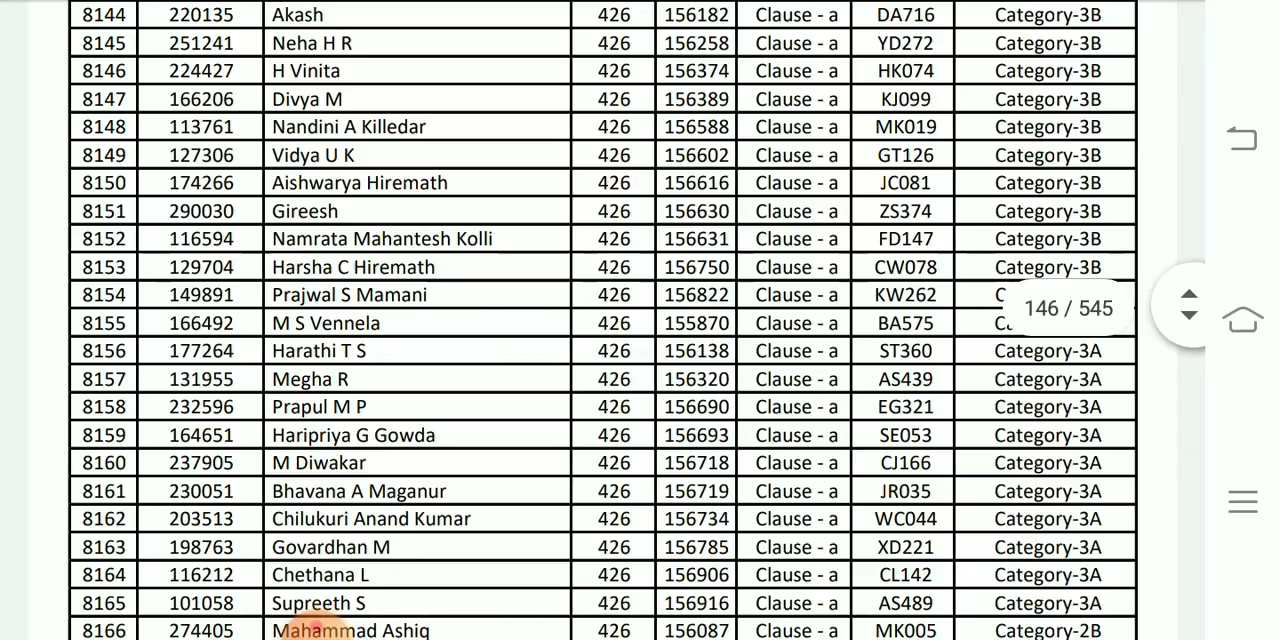 8144 220135 Akash 426 156182 Clause - a DA716 Category-3B
8145 251241 Neha H R 426 156258 Clause - a YD272 Category-3B
8146 224427 H Vinita 426 156374 Clause - a HK074 Category-3B
8147 166206 Divya M 426 156389 Clause - a KJ099 Category-3B
8148 113761 Nandini A Killedar 426 156588 Clause - a MK019 Category-3B
8149 127306 Vidya U K 426 156602 Clause - a GT126 Category-3B
8150 174266 Aishwarya Hiremath 426 156616 Clause - a JC081 Category-3B
8151 290030 Gireesh 426 156630 Clause - a ZS374 Category-3B
8152 116594 Namrata Mahantesh Kolli 426 156631 Clause - a FD147 Category-3B
8153 129704 Harsha C Hiremath 426 156750 Clause - a CW078 Category-3B
8154 149891 Prajwal S Mamani 426 156822 Clause - a KW262
146 / 545
8155 166492 M S Vennela 426 155870 Clause - a BA575
8156 177264 Harathi T S 426 156138 Clause - a ST360 Category-3A
8157 131955 Megha R 426 156320 Clause - a AS439 Category-3A
8158 232596 Prapul M P 426 156690 Clause - a EG321 Category-3A
8159 164651 Haripriya G Gowda 426 156693 Clause - a SE053 Category-3A
8160 237905 M Diwakar 426 156718 Clause - a CJ166 Category-3A
8161 230051 Bhavana A Maganur 426 156719 Clause - a JR035 Category-3A
8162 203513 Chilukuri Anand Kumar 426 156734 Clause - a WC044 Category-3A
8163 198763 Govardhan M 426 156785 Clause - a XD221 Category-3A
8164 116212 Chethana L 426 156906 Clause - a CL142 Category-3A
8165 101058 Supreeth S 426 156916 Clause - a AS489 Category-3A
8166 274405 Mahammad Ashiq 426 156087 Clause - a MK005 Category-2B